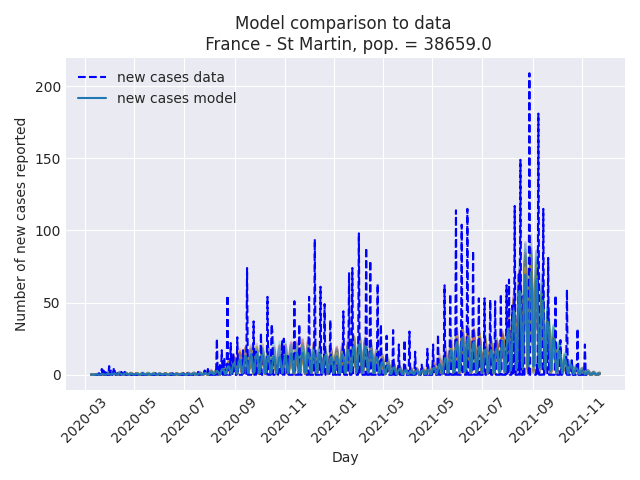 Model comparison to data
France - St Martin, pop. = 38659.0
new cases data
new cases model
Number of new cases reported
200
150
100
50
0
2020-03
2020-05
2020-07
2020-09
2020-11
2021-01
2021-03
2021-05
2021-07
2021-09
2021-11
Day